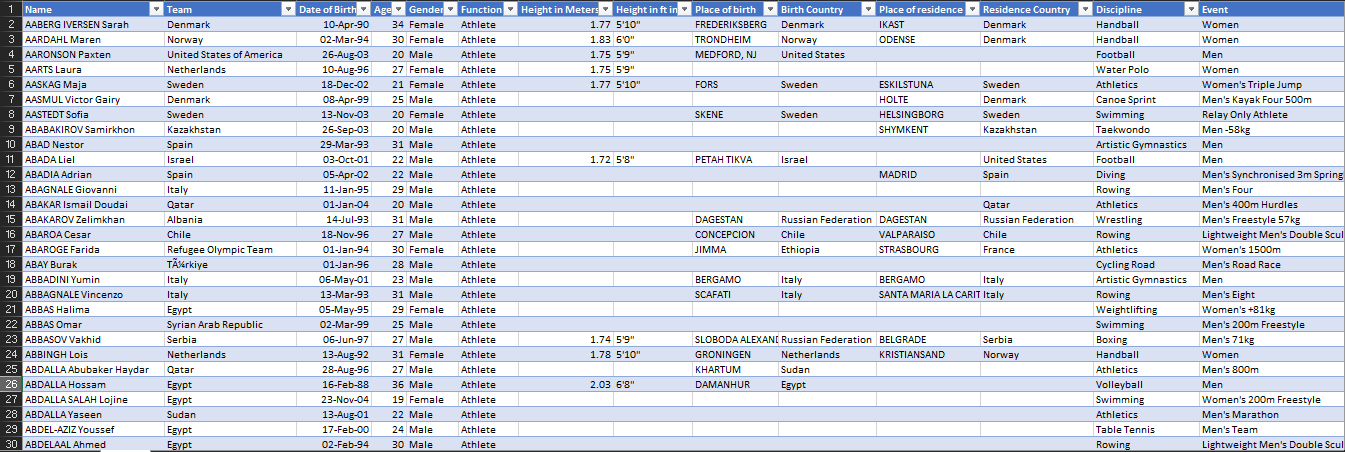 1 Name Team Date of Birth Age Gender Function Height in Meters Height in ft in Place of birth Birth Country Place of residence Residence Country Discipline Event
2 AABERG IVERSEN Sarah Denmark 10-Apr-90 34 Female Athlete 1.77 5'10" FREDERIKSBERG Denmark IKAST Denmark Handball Women
3 AARDAHL Maren Norway 02-Mar-94 30 Female Athlete 1.83 6'0" TRONDHEIM Norway ODENSE Denmark Handball Women
4 AARONSON Paxten United States of America 26-Aug-03 20 Male Athlete 1.75 5'9" MEDFORD, NJ United States Football Men
5 AARTS Laura Netherlands 10-Aug-96 27 Female Athlete 1.75 5'9" Water Polo Women
6 AASKAG Maja Sweden 18-Dec-02 21 Female Athlete 1.77 5'10" FORS Sweden ESKILSTUNA Sweden Athletics Women's Triple Jump
7 AASMUL Victor Gairy Denmark 08-Apr-99 25 Male Athlete HOLTE Denmark Canoe Sprint Men's Kayak Four 500m
8 AASTEDT Sofia Sweden 13-Nov-03 20 Female Athlete SKENE Sweden HELSINGBORG Sweden Swimming Relay Only Athlete
9 ABABAKIROV Samirkhon Kazakhstan 26-Sep-03 20 Male Athlete SHYMKENT Kazakhstan Taekwondo Men -58kg
10 ABAD Nestor Spain 29-Mar-93 31 Male Athlete Artistic Gymnastics Men
11 ABADA Liel Israel 03-Oct-01 22 Male Athlete 1.72 5'8" PETAH TIKVA Israel United States Football Men
12 ABADIA Adrian Spain 05-Apr-02 22 Male Athlete MADRID Spain Diving Men's Synchronised 3m Spring
13 ABAGNALE Giovanni Italy 11-Jan-95 29 Male Athlete Rowing Men's Four
14 ABAKAR Ismail Doudai Qatar 01-Jan-04 20 Male Athlete Qatar Athletics Men's 400m Hurdles
15 ABAKAROV Zelimkhan Albania 14-Jul-93 31 Male Athlete DAGESTAN Russian Federation DAGESTAN Russian Federation Wrestling Men's Freestyle 57kg
16 ABAROA Cesar Chile 18-Nov-96 27 Male Athlete CONCEPCION Chile VALPARAISO Chile Rowing Lightweight Men's Double Scul
17 ABAROGE Farida Refugee Olympic Team 01-Jan-94 30 Female Athlete JIMMA Ethiopia STRASBOURG France Athletics Women's 1500m
18 ABAY Burak TÃ¼rkiye 01-Jan-96 28 Male Athlete Cycling Road Men's Road Race
19 ABBADINI Yumin Italy 06-May-01 23 Male Athlete BERGAMO Italy BERGAMO Italy Artistic Gymnastics Men
20 ABBAGNALE Vincenzo Italy 13-Mar-93 31 Male Athlete SCAFATI Italy SANTA MARIA LA CARIT Italy Rowing Men's Eight
21 ABBAS Halima Egypt 05-May-95 29 Female Athlete Weightlifting Women's +81kg
22 ABBAS Omar Syrian Arab Republic 02-Mar-99 25 Male Athlete Swimming Men's 200m Freestyle
23 ABBASOV Vakhid Serbia 06-Jun-97 27 Male Athlete 1.74 5'9" SLOBODA ALEXAN Russian Federation BELGRADE Serbia Boxing Men's 71kg
24 ABBINGH Lois Netherlands 13-Aug-92 31 Female Athlete 1.78 5'10" GRONINGEN Netherlands KRISTIANSAND Norway Handball Women
25 ABDALLA Abubaker Haydar Qatar 28-Aug-96 27 Male Athlete KHARTUM Sudan Athletics Men's 800m
26 ABDALLA Hossam Egypt 16-Feb-88 36 Male Athlete 2.03 6'8" DAMANHUR Egypt Volleyball Men
27 ABDALLA SALAH Lojine Egypt 23-Nov-04 19 Female Athlete Swimming Women's 200m Freestyle
28 ABDALLA Yaseen Sudan 13-Aug-01 22 Male Athlete Athletics Men's Marathon
29 ABDEL-AZIZ Youssef Egypt 17-Feb-00 24 Male Athlete Table Tennis Men's Team
30 ABDELAAL Ahmed Egypt 02-Feb-94 30 Male Athlete Rowing Lightweight Men's Double Scul